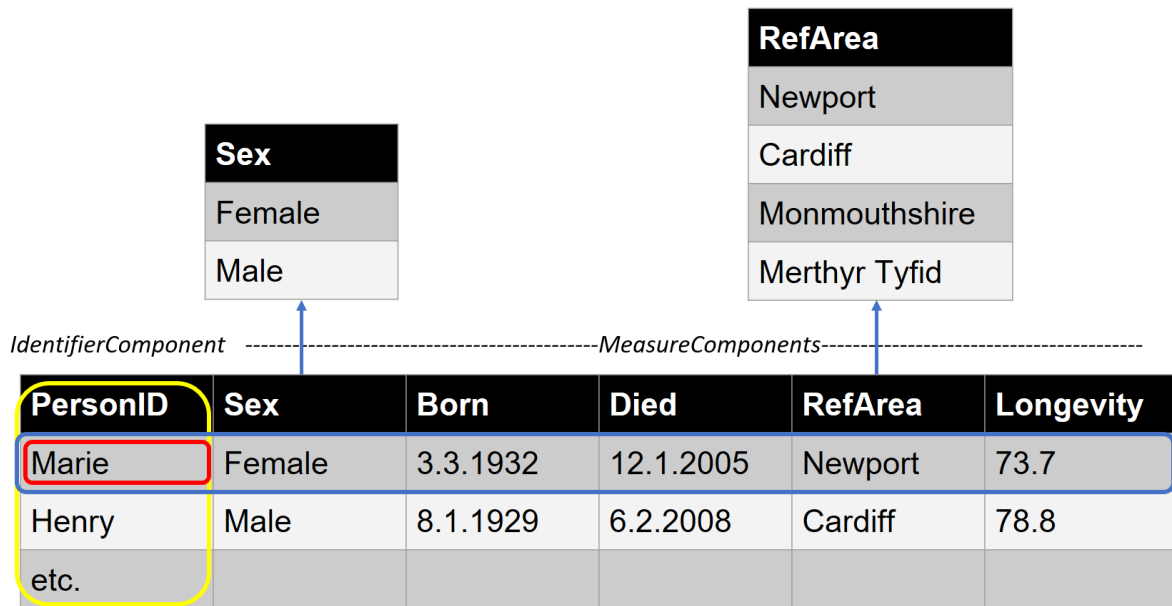 RefArea
Newport
Cardiff
Monmouthshire
Merthyr Tyfid
Sex
Female
Male
IdentifierComponent ---MeasureComponents---
PersonID Sex Born Died RefArea Longevity
Marie Female 3.3.1932 12.1.2005 Newport 73.7
Henry Male 8.1.1929 6.2.2008 Cardiff 78.8
etc.